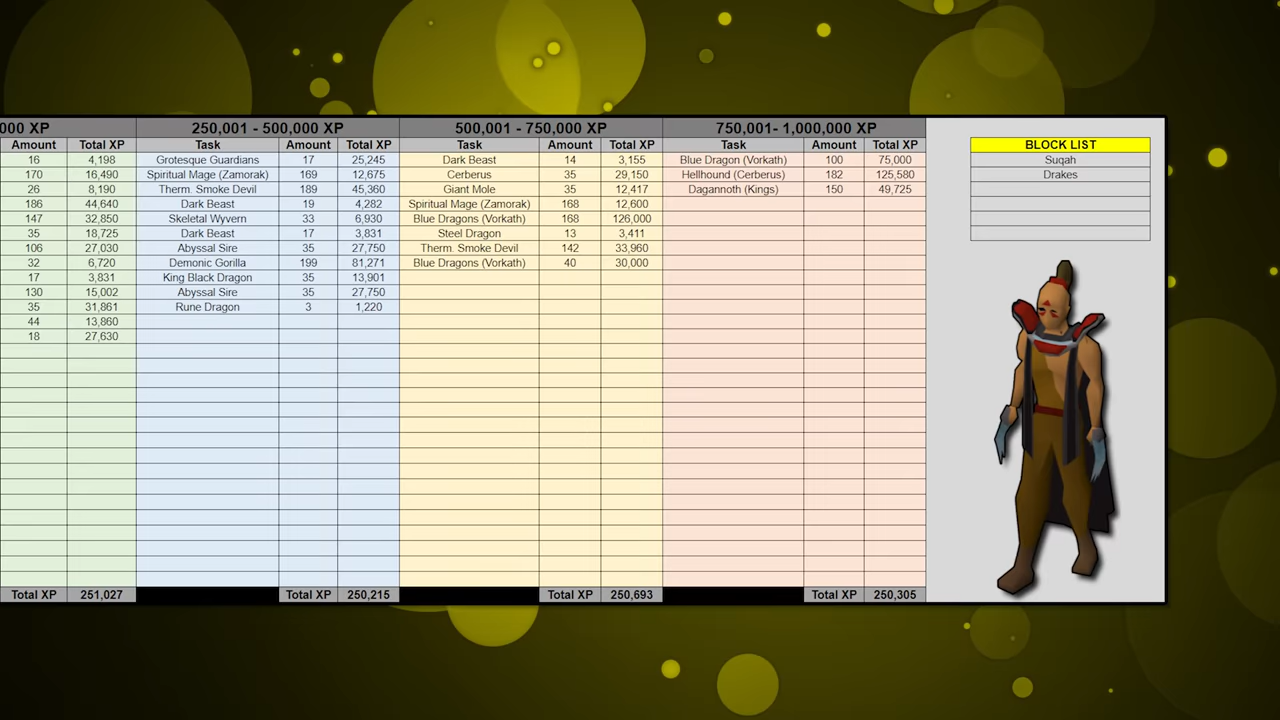 000 XP 250,001 - 500,000 XP 500,001 - 750,000 XP 750,001- 1,000,000 XP
Amount Total XP Task Amount Total XP Task Amount Total XP Task Amount Total XP BLOCK LIST
16 4,198 Grotesque Guardians 17 25,245 Dark Beast 14 3,155 Blue Dragon (Vorkath) 100 75,000 Suqah
170 16,490 Spiritual Mage (Zamorak) 169 12,675 Cerberus 35 29,150 Hellhound (Cerberus) 182 125,580 Drakes
26 8,190 Therm. Smoke Devil 189 45,360 Giant Mole 35 12,417 Dagannoth (Kings) 150 49,725
186 44,640 Dark Beast 19 4,282 Spiritual Mage (Zamorak) 168 12,600
147 32,850 Skeletal Wyvern 33 6,930 Blue Dragons (Vorkath) 168 126,000
35 18,725 Dark Beast 17 3,831 Steel Dragon 13 3,411
106 27,030 Abyssal Sire 35 27,750 Therm. Smoke Devil 142 33,960
32 6,720 Demonic Gorilla 199 81,271 Blue Dragons (Vorkath) 40 30,000
17 3,831 King Black Dragon 35 13,901
130 15,002 Abyssal Sire 35 27,750
35 31,861 Rune Dragon 3 1,220
44 13,860
18 27,630
Total XP 251,027 Total XP 250,215 Total XP 250,693 Total XP 250,305